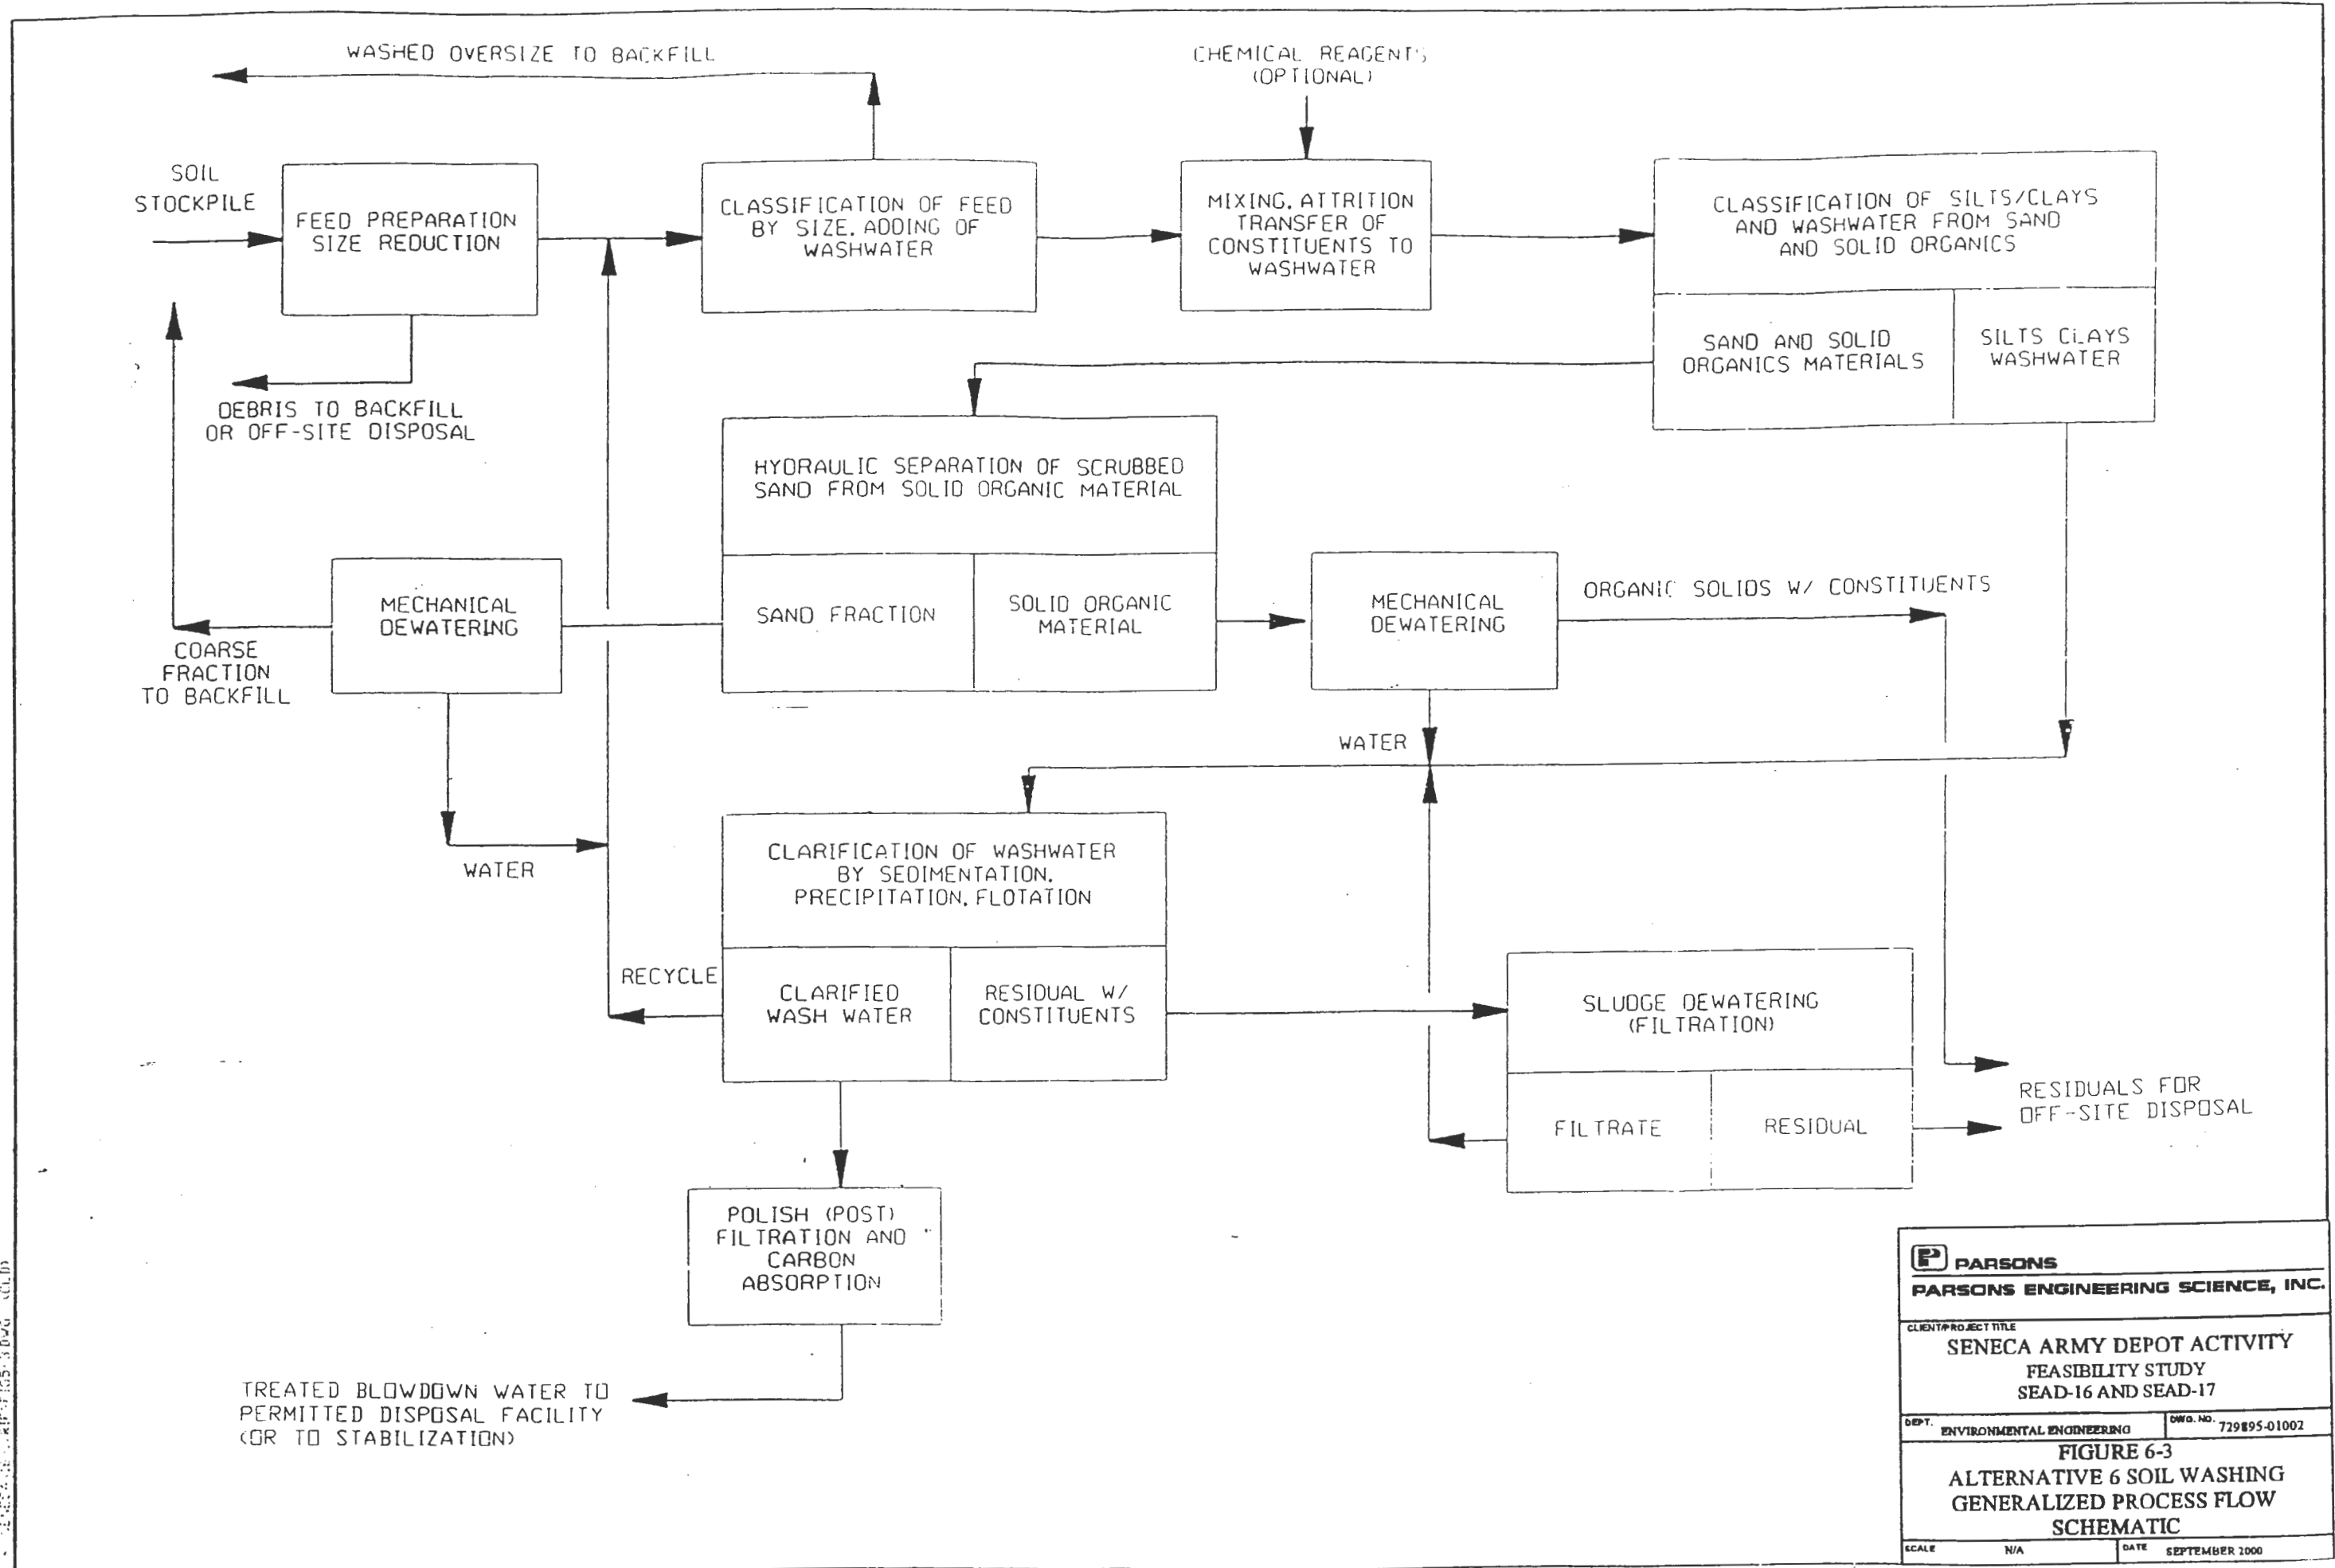 WASHED OVERSIZE TO BACKFILL
CHEMICAL REAGENTS
(OPTIONAL)
SOIL
STOCKPILE
FEED PREPARATION
SIZE REDUCTION
CLASSIFICATION OF FEED
BY SIZE. ADDING OF
WASHWATER
MIXING. ATTRITION
TRANSFER OF
CONSTITUENTS TO
WASHWATER
CLASSIFICATION OF SILTS/CLAYS
AND WASHWATER FROM SAND
AND SOLID ORGANICS
SAND AND SOLID
ORGANICS MATERIALS
SILTS CLAYS
WASHWATER
DEBRIS TO BACKFILL
OR OFF-SITE DISPOSAL
HYDRAULIC SEPARATION OF SCRUBBED
SAND FROM SOLID ORGANIC MATERIAL
SAND FRACTION
SOLID ORGANIC
MATERIAL
MECHANICAL
DEWATERING
MECHANICAL
DEWATERING
ORGANIC SOLIDS W/ CONSTITUENTS
COARSE
FRACTION
TO BACKFILL
WATER
WATER
CLARIFICATION OF WASHWATER
BY SEDIMENTATION.
PRECIPITATION. FLOTATION
RECYCLE
CLARIFIED
WASH WATER
RESIDUAL W/
CONSTITUENTS
SLUDGE DEWATERING
(FILTRATION)
FILTRATE
RESIDUAL
RESIDUALS FOR
OFF-SITE DISPOSAL
POLISH (POST)
FILTRATION AND
CARBON
ABSORPTION
TREATED BLOWDOWN WATER TO
PERMITTED DISPOSAL FACILITY
(OR TO STABILIZATION)
P PARSONS
PARSONS ENGINEERING SCIENCE, INC.
CLIENT/PROJECT TITLE
SENECA ARMY DEPOT ACTIVITY
FEASIBILITY STUDY
SEAD-16 AND SEAD-17
DEPT. ENVIRONMENTAL ENGINEERING
DWG. NO. 729895-01002
FIGURE 6-3
ALTERNATIVE 6 SOIL WASHING
GENERALIZED PROCESS FLOW
SCHEMATIC
SCALE N/A
DATE SEPTEMBER 2000